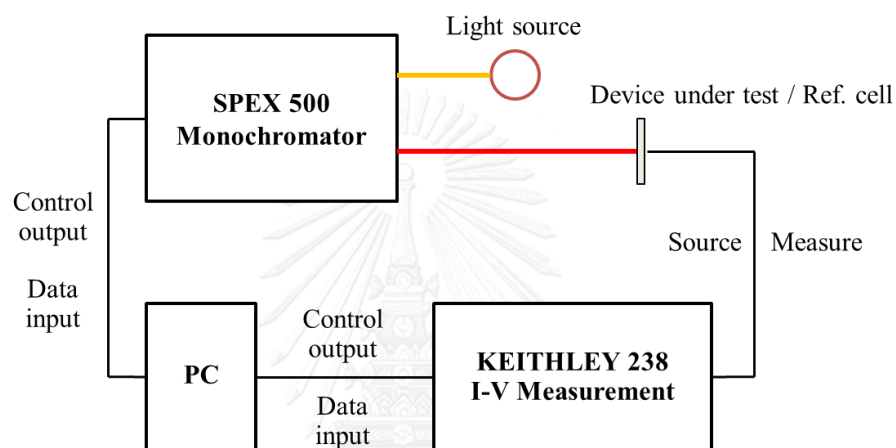 Light source
SPEX 500
Monochromator
Device under test / Ref. cell
Control
output
Data
input
Source
Measure
PC
Control
output
Data
input
KEITHLEY 238
I-V Measurement